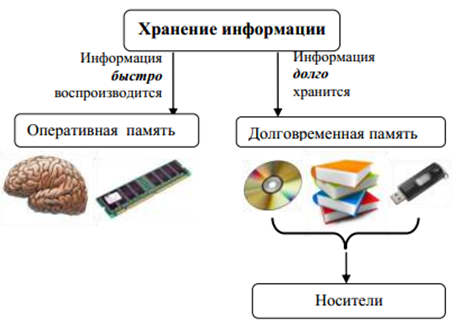 Хранение информации
Информация
быстро
воспроизводится
Информация
долго
хранится
Оперативная память
Долговременная память
Носители